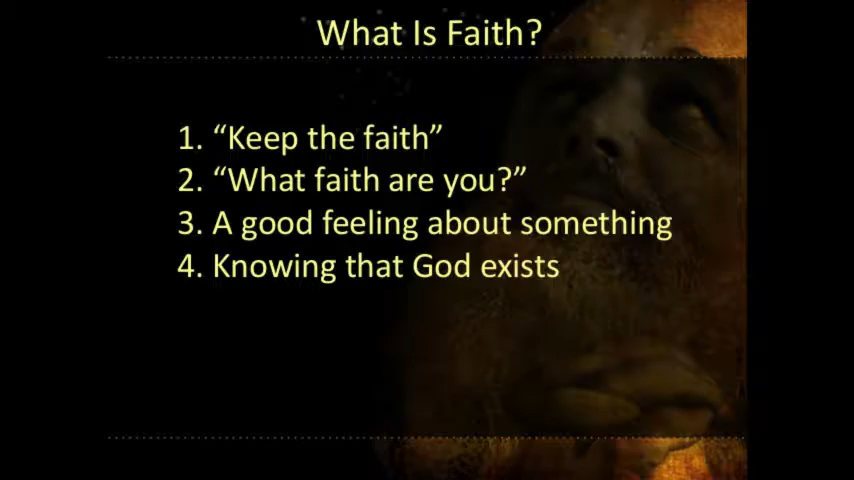 What Is Faith?
1. “Keep the faith”
2. “What faith are you?”
3. A good feeling about something
4. Knowing that God exists